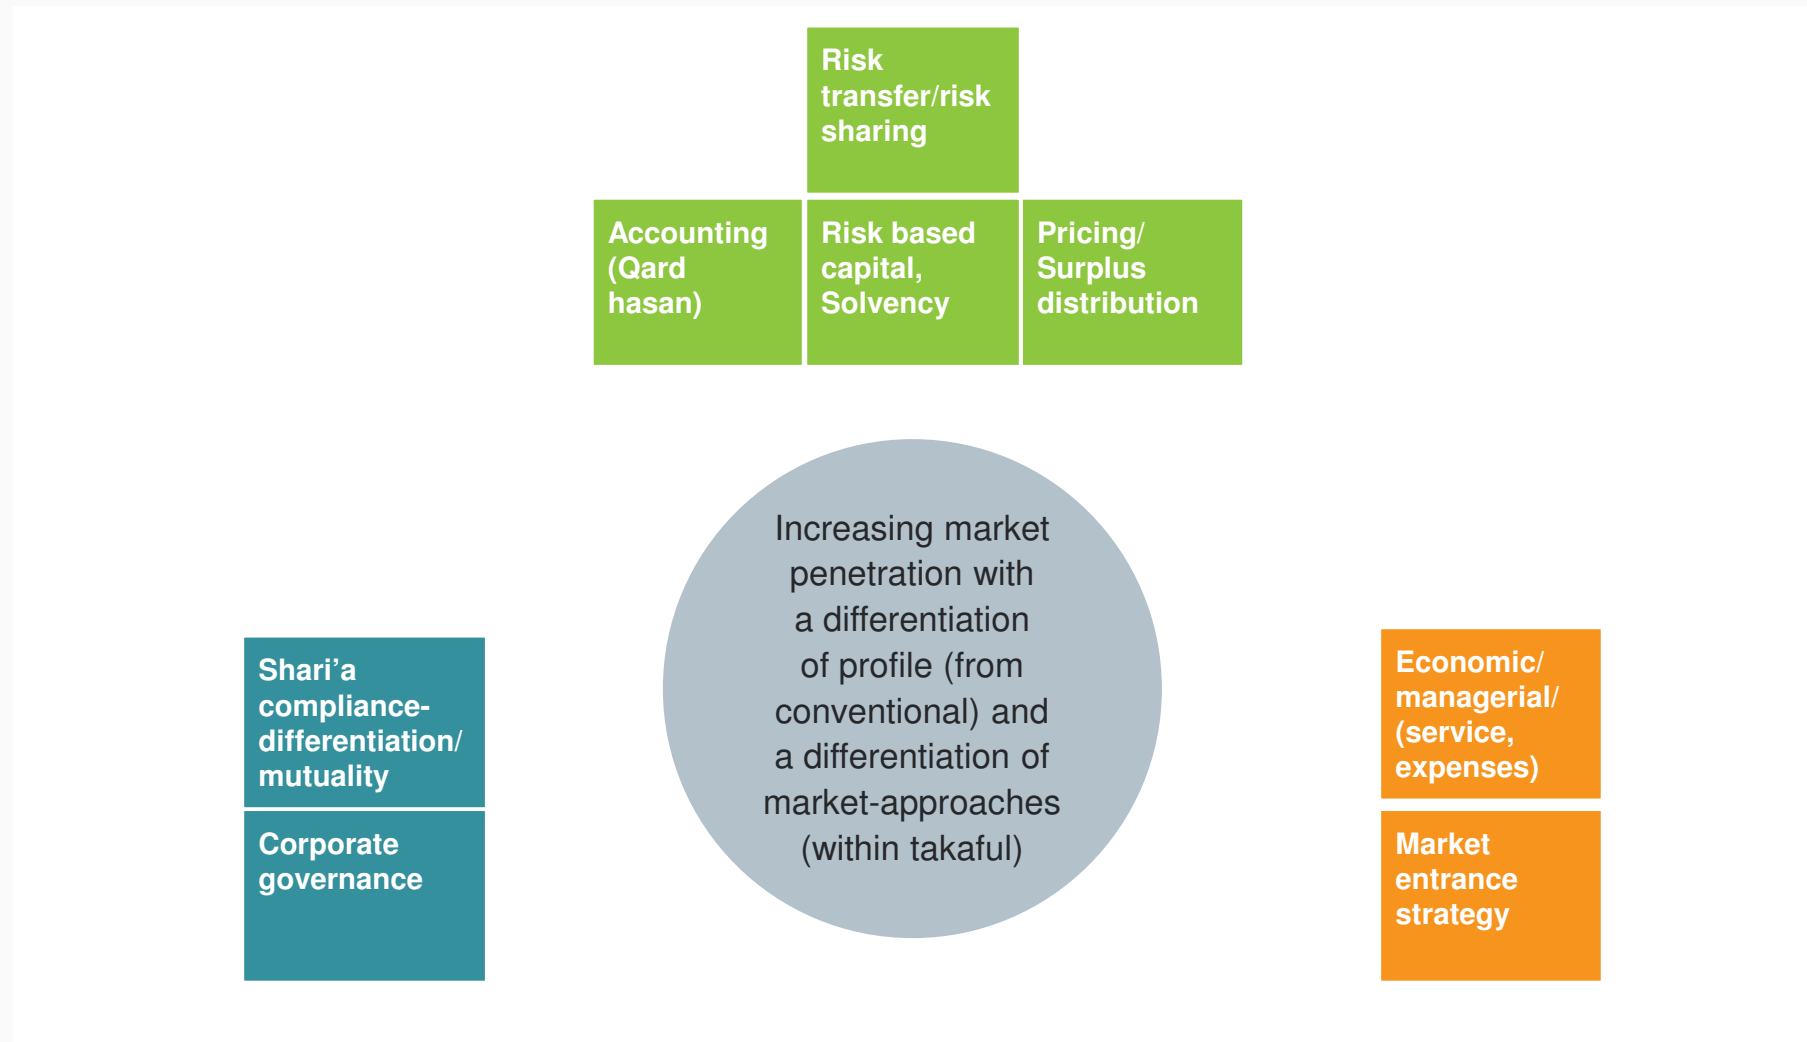 Risk
transfer/risk
sharing
Accounting
(Qard
hasan)
Risk based
capital,
Solvency
Pricing/
Surplus
distribution
Increasing market
penetration with
a differentiation
of profile (from
conventional) and
a differentiation of
market-approaches
(within takaful)
Shari’a
compliance-
differentiation/
mutuality
Corporate
governance
Economic/
managerial/
(service,
expenses)
Market
entrance
strategy